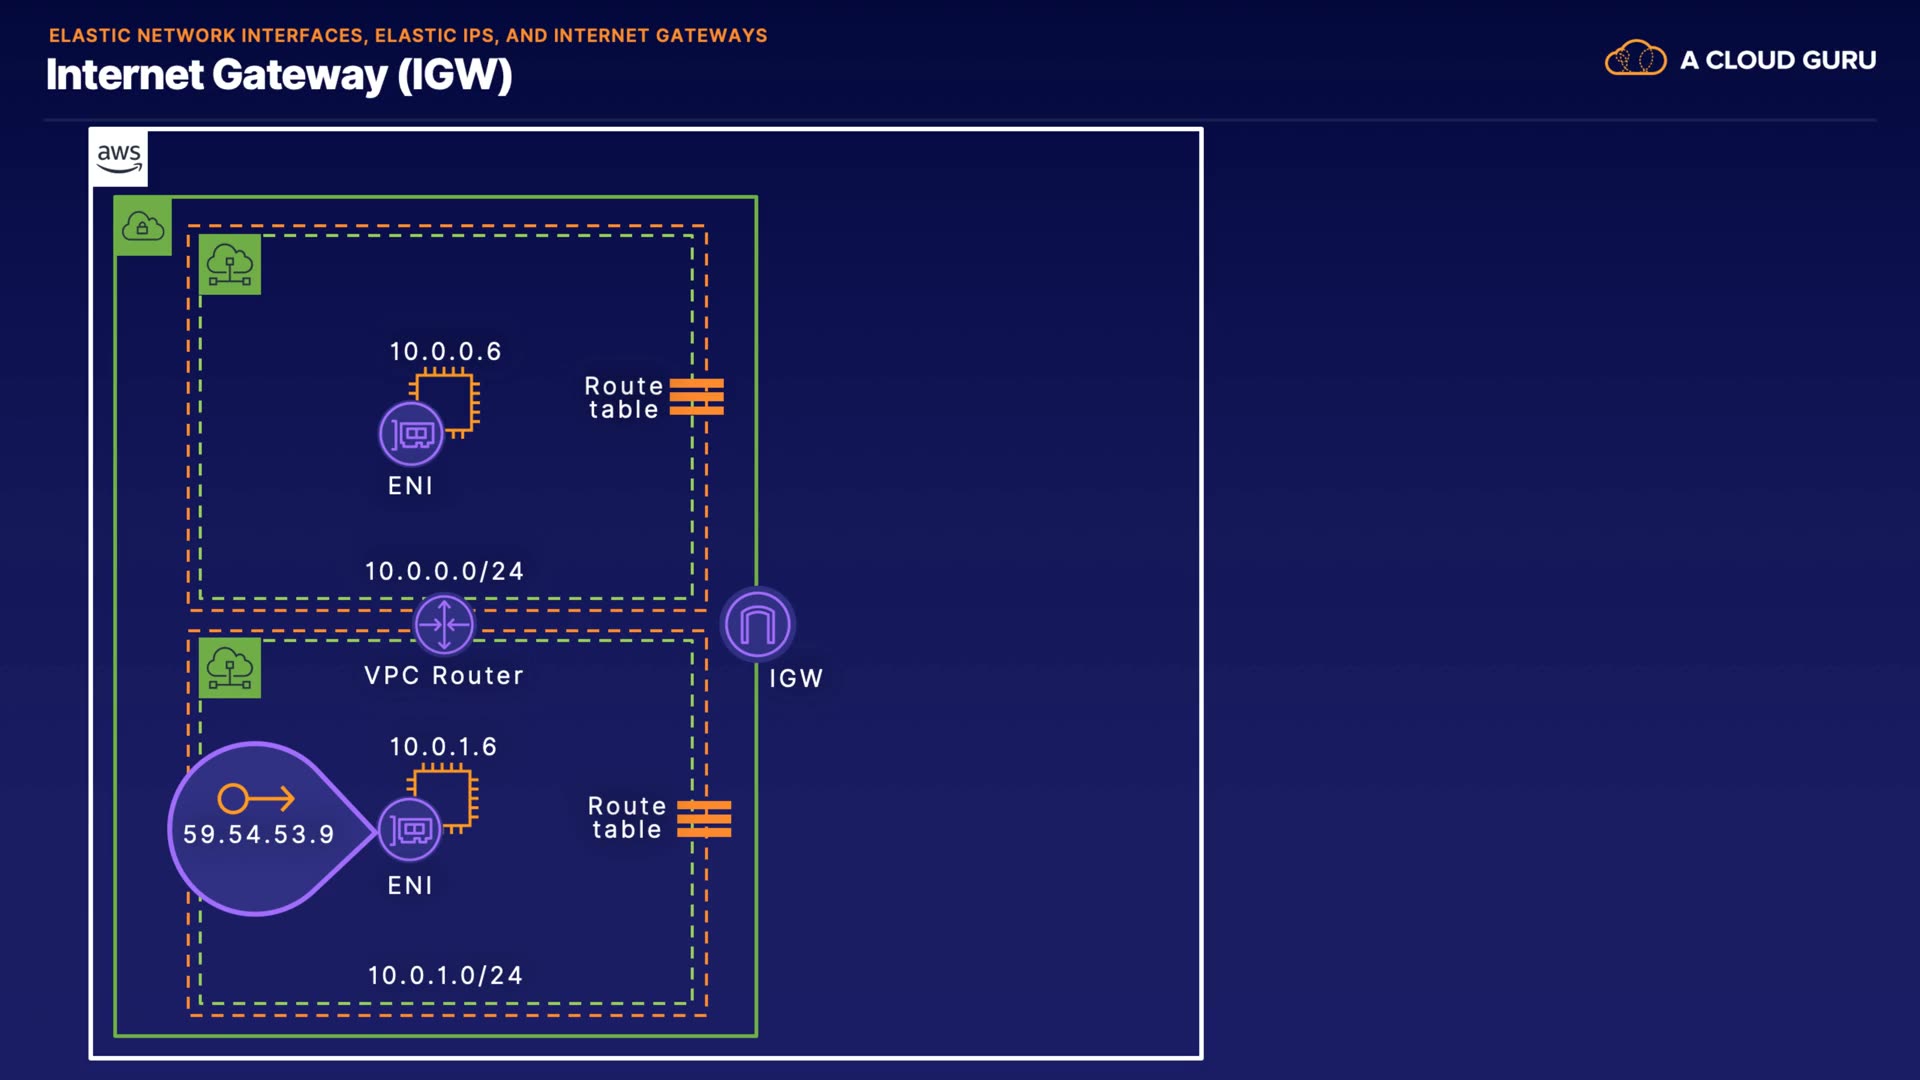 ELASTIC NETWORK INTERFACES, ELASTIC IPS, AND INTERNET GATEWAYS
Internet Gateway (IGW)
A CLOUD GURU
aws
10.0.0.6
Route
table
ENI
10.0.0.0/24
VPC Router
IGW
10.0.1.6
59.54.53.9
Route
table
ENI
10.0.1.0/24